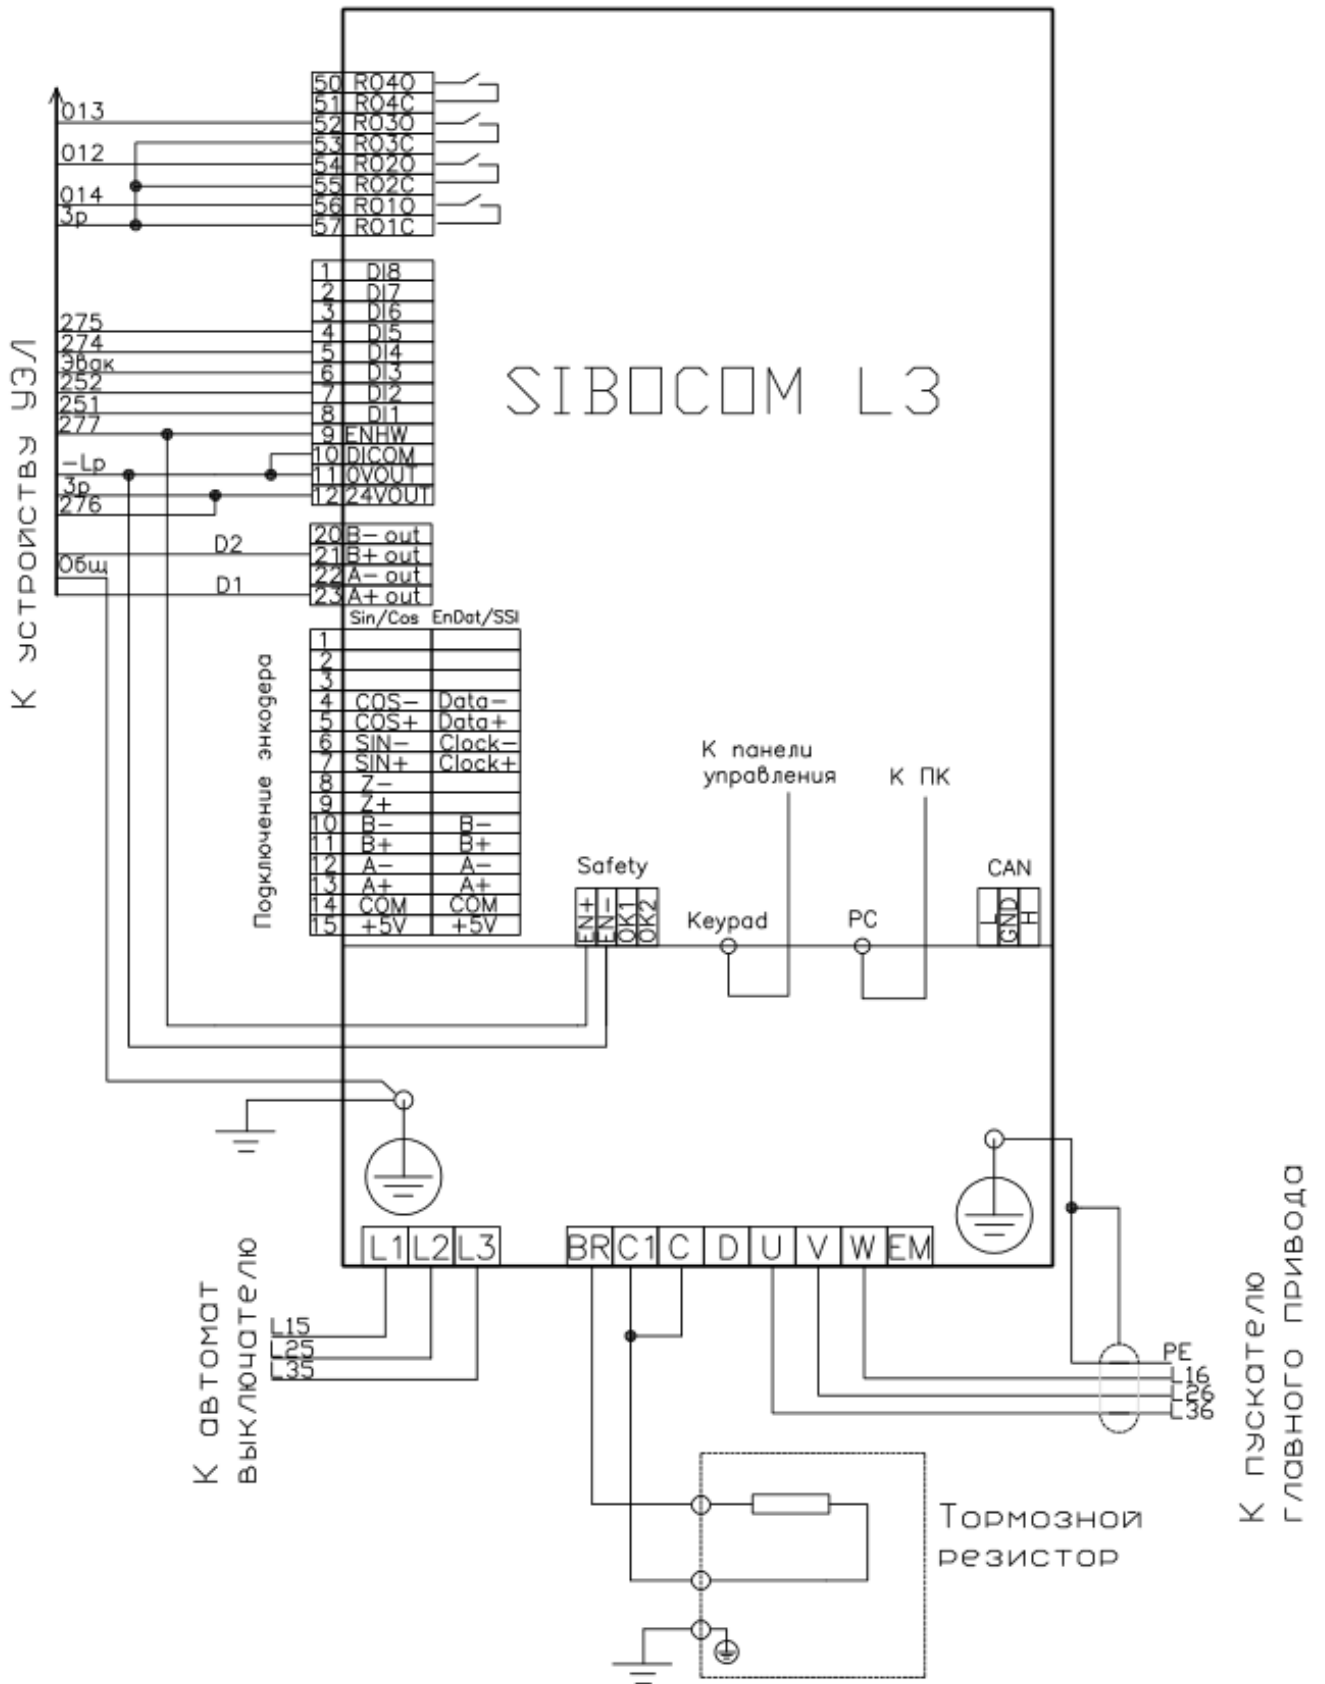 50 RO4O
51 RO4C
013
52 RO3O
53 RO3C
012
54 RO2O
55 RO2C
014
56 RO1O
3р
57 RO1C
1 DI8
2 DI7
3 DI6
275
4 DI5
274
5 DI4
Эвак
6 DI3
252
7 DI2
251
8 DI1
277
9 ENHW
10 DICOM
-Lр
11 0VOUT
3р
12 24VOUT
276
К устройству УЭЛ
SIBOCOM L3
20 B- out
D2
21 B+ out
Общ
22 A- out
D1
23 A+ out
Sin/Cos EnDat/SSI
1
2
3
4 COS- Data-
5 COS+ Data+
6 SIN- Clock-
7 SIN+ Clock+
8 Z-
9 Z+
10 B- B-
11 B+ B+
12 A- A-
13 A+ A+
14 COM COM
15 +5V +5V
Подключение энкодера
К панели
управления
К ПК
Safety
EN+
EN-
OK1
OK2
Keypad
PC
CAN
L
GND
H
L1 L2 L3
BR C1 C D U V W EM
К автомат
выключателю
L15
L25
L35
PE
L16
L26
L36
К пускателю
главного привода
Тормозной
резистор